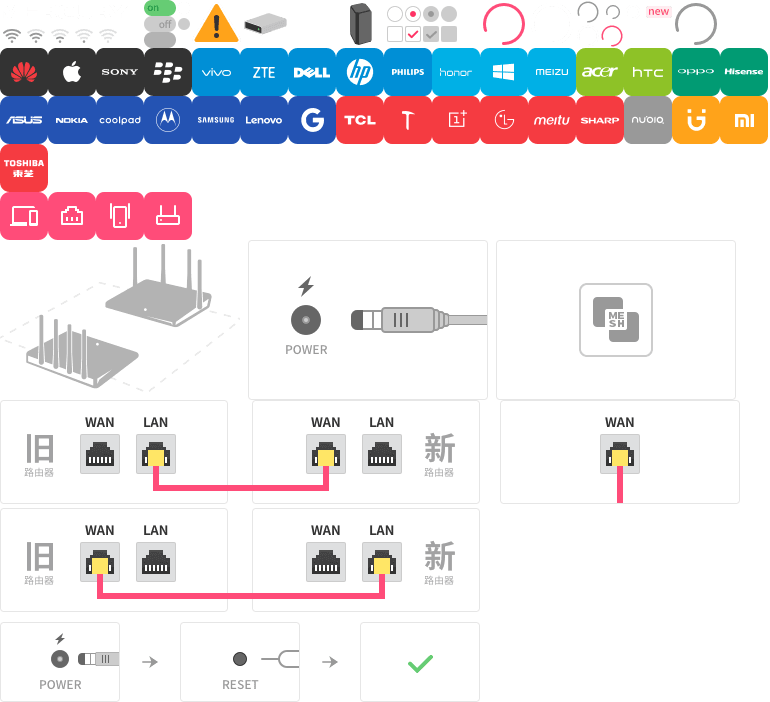 on
off
new
SONY
vivo
ZTE
DELL
hp
PHILIPS
honor
MEIZU
acer
hTC
oppo
Hisense
ASUS
NOKIA
coolpad
SAMSUNG
Lenovo
G
TCL
T
1+
LG
meitu
SHARP
nubia
mi
TOSHIBA
東芝
POWER
ME
SH
WAN LAN
旧
路由器
WAN LAN
新
路由器
WAN
WAN LAN
旧
路由器
WAN LAN
新
路由器
POWER
RESET